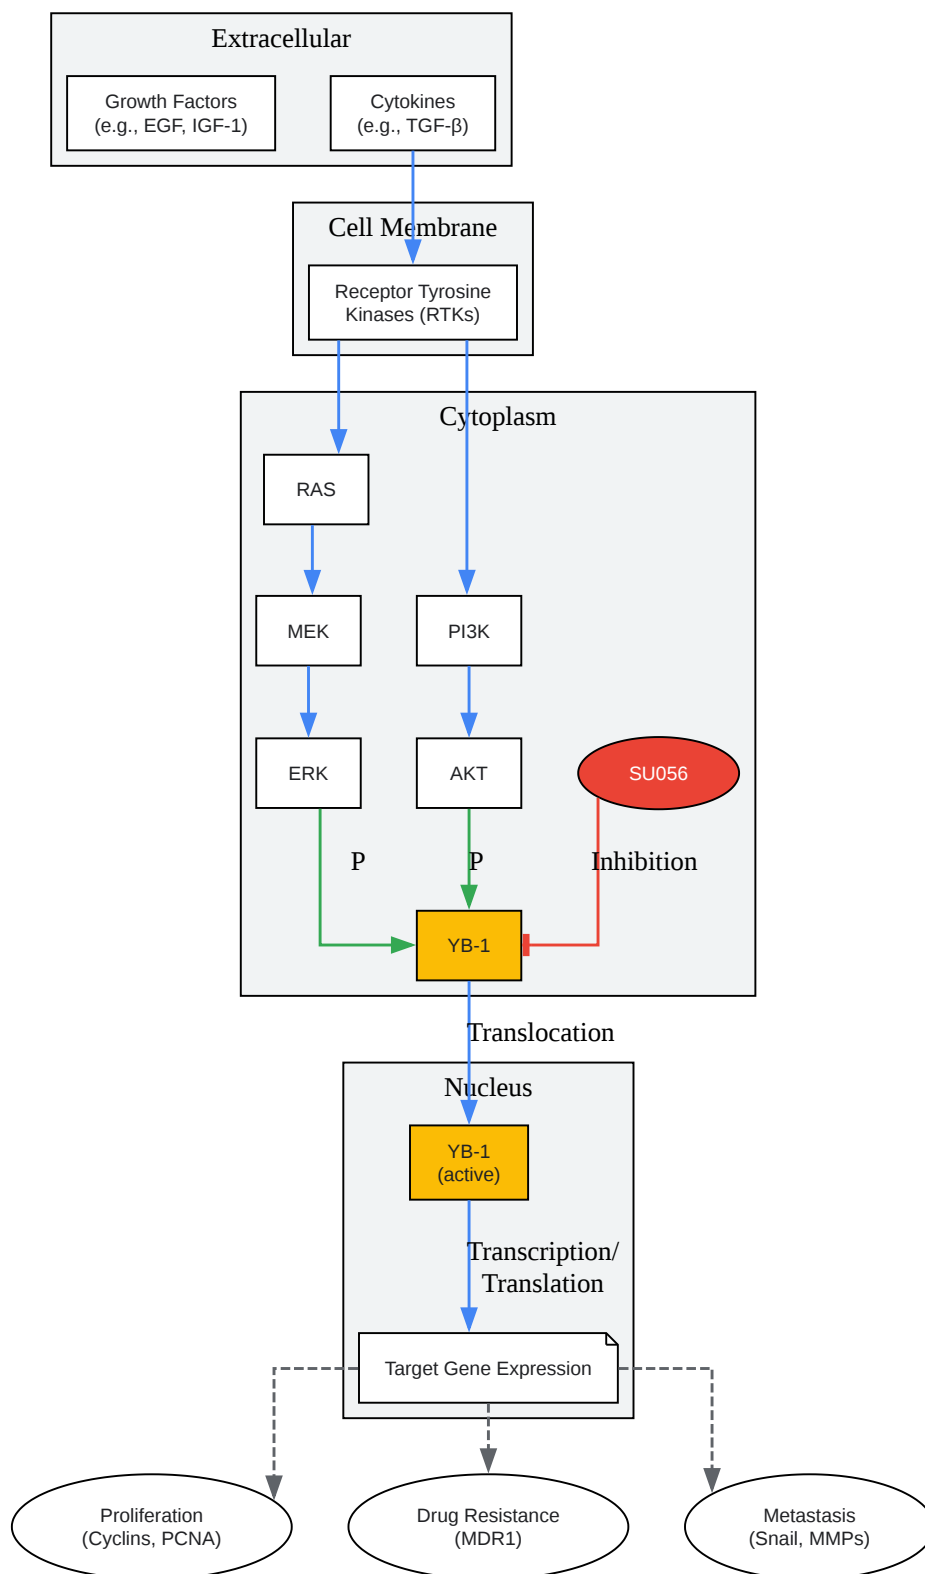 Extracellular
Growth Factors
(e.g., EGF, IGF-1)
Cytokines
(e.g., TGF-β)
Cell Membrane
Receptor Tyrosine
Kinases (RTKs)
Cytoplasm
RAS
MEK
PI3K
ERK
AKT
SU056
P
P
Inhibition
YB-1
Translocation
Nucleus
YB-1
(active)
Transcription/
Translation
Target Gene Expression
Proliferation
(Cyclins, PCNA)
Drug Resistance
(MDR1)
Metastasis
(Snail, MMPs)